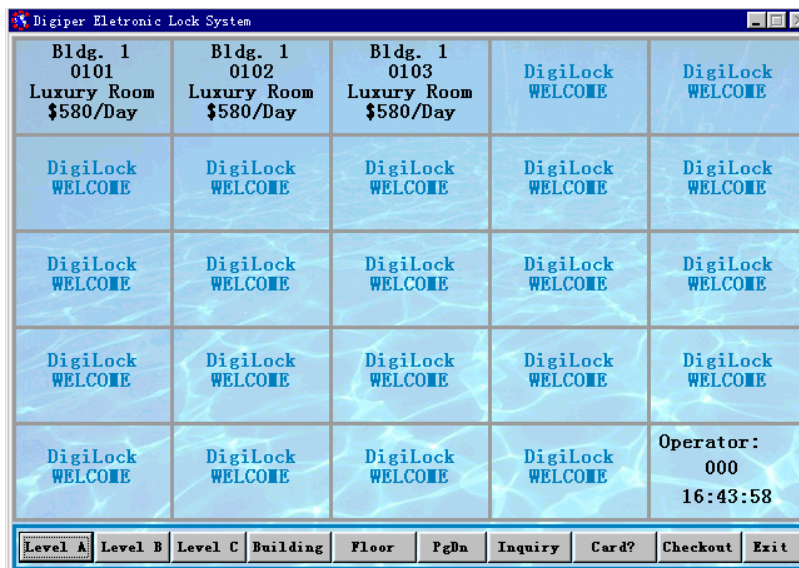 Digiper Eletronic Lock System
Bldg. 1
0101
Luxury Room
$580/Day
Bldg. 1
0102
Luxury Room
$580/Day
Bldg. 1
0103
Luxury Room
$580/Day
DigiLock
WELCOME
DigiLock
WELCOME
DigiLock
WELCOME
DigiLock
WELCOME
DigiLock
WELCOME
DigiLock
WELCOME
DigiLock
WELCOME
DigiLock
WELCOME
DigiLock
WELCOME
DigiLock
WELCOME
DigiLock
WELCOME
DigiLock
WELCOME
DigiLock
WELCOME
DigiLock
WELCOME
DigiLock
WELCOME
DigiLock
WELCOME
DigiLock
WELCOME
DigiLock
WELCOME
DigiLock
WELCOME
DigiLock
WELCOME
DigiLock
WELCOME
Operator:
000
16:43:58
Level A Level B Level C Building Floor PgDn Inquiry Card? Checkout Exit